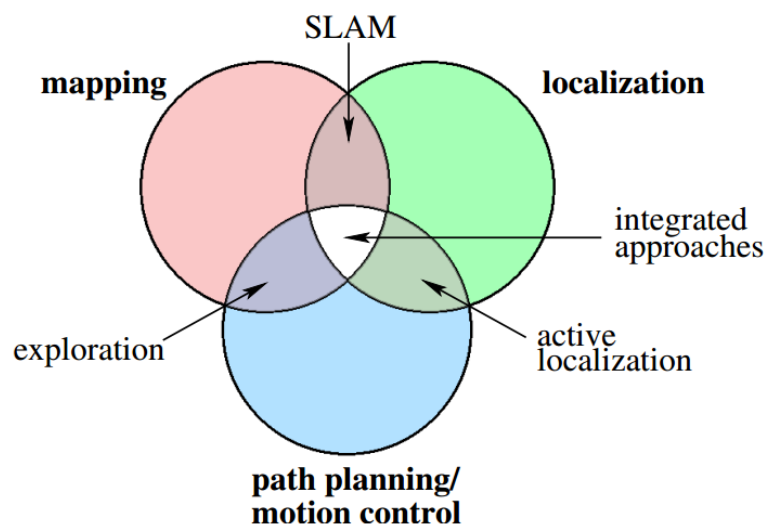 SLAM
mapping
localization
integrated
approaches
exploration
active
localization
path planning/
motion control